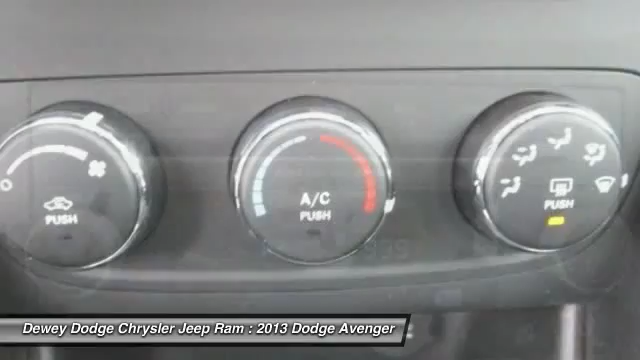 PUSH
A/C
PUSH
PUSH
Dewey Dodge Chrysler Jeep Ram : 2013 Dodge Avenger